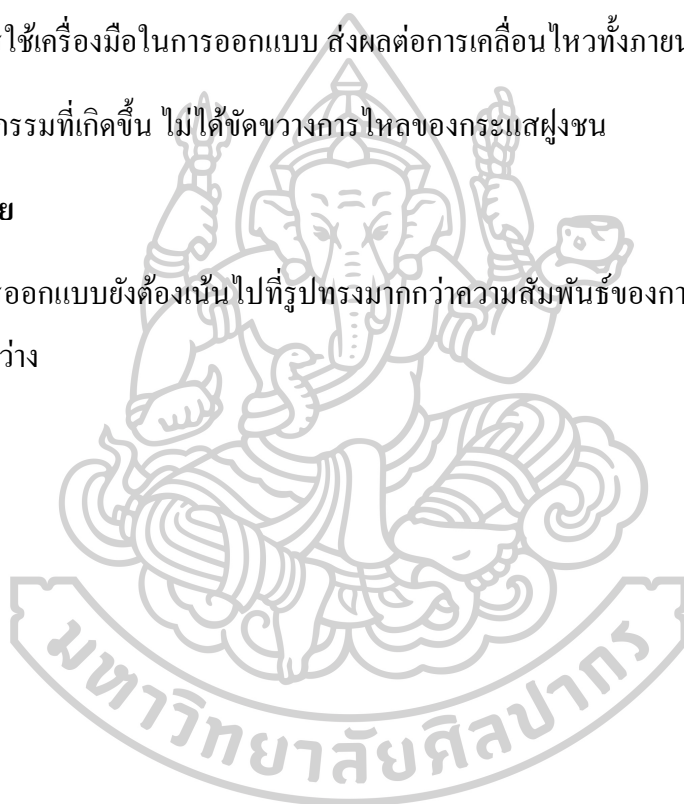 ใช้เครื่องมือในการออกแบบ ส่งผลต่อการเคลื่อนไหวทั้งภายน
กรรมที่เกิดขึ้น ไม่ได้ขัดขวางการไหลของกระแสฝูงชน
ย
รออกแบบยังต้องเน้นไปที่รูปทรงมากกว่าความสัมพันธ์ของกา
ว่าง
มหาวิทยาลัยศิลปากร